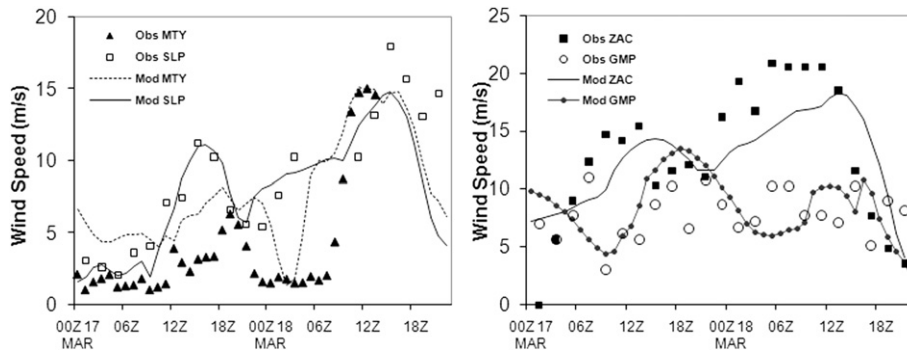 20
15
10
5
0
Wind Speed (m/s)
Obs MTY
Obs SLP
Mod MTY
Mod SLP
00Z 17 06Z 12Z 18Z 00Z 18 06Z 12Z 18Z
MAR MAR
25
20
15
10
5
0
Wind Speed (m/s)
Obs ZAC
Obs GMP
Mod ZAC
Mod GMP
00Z 17 06Z 12Z 18Z 00Z 18 06Z 12Z 18Z
MAR MAR